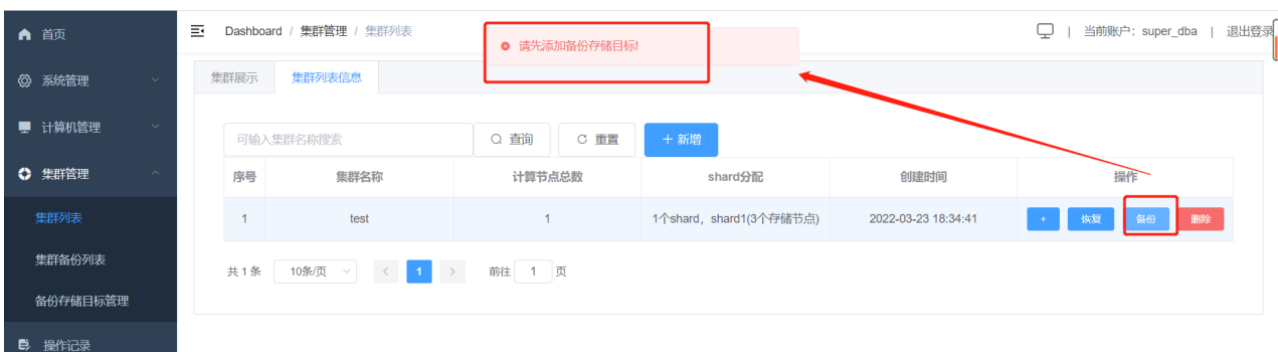 首页
系统管理
计算机管理
集群管理
集群列表
集群备份列表
备份存储目标管理
操作记录
Dashboard / 集群管理 / 集群列表
请先添加备份存储目标!
| 当前账户：super_dba | 退出登录
集群展示 集群列表信息
可输入集群名称搜索 查询 重置 + 新增
序号 集群名称 计算节点总数 shard分配 创建时间 操作
1 test 1 1个shard，shard1(3个存储节点) 2022-03-23 18:34:41 + 恢复 备份 删除
共 1 条 10条/页 < 1 > 前往 1 页